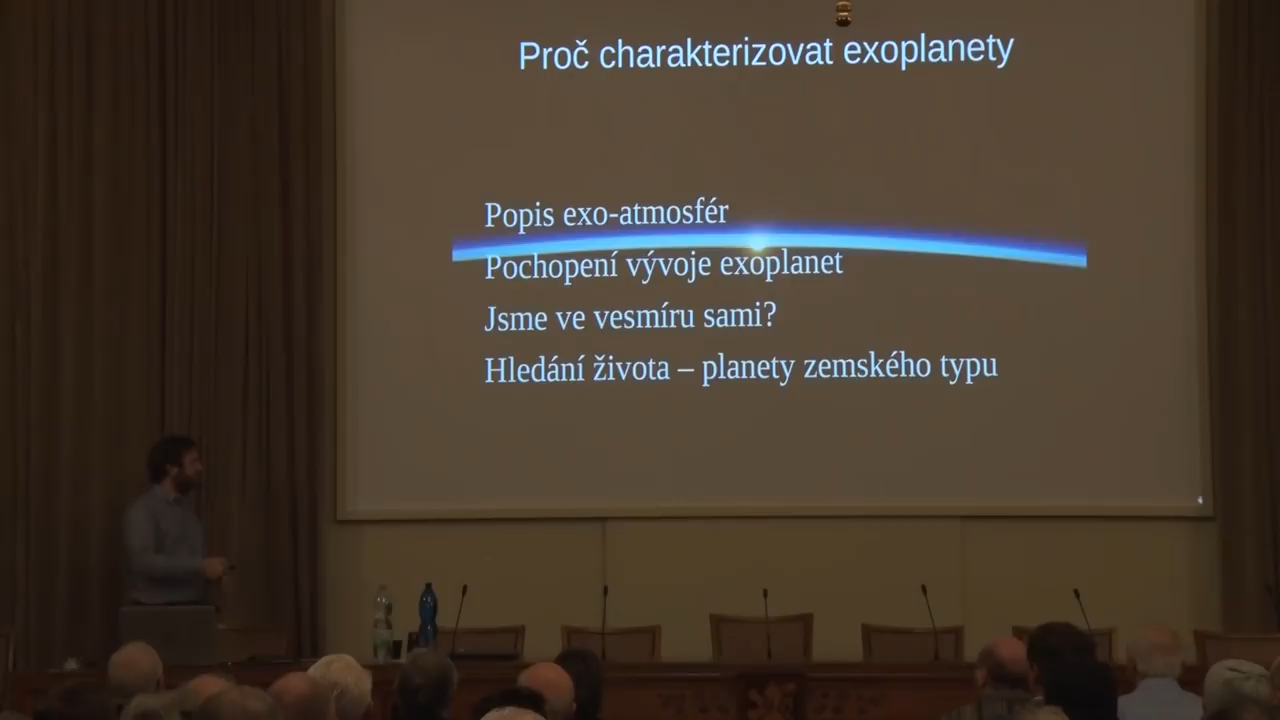 Proč charakterizovat exoplanety
Popis exo-atmosfér
Pochopení vývoje exoplanet
Jsme ve vesmíru sami?
Hledání života – planety zemského typu